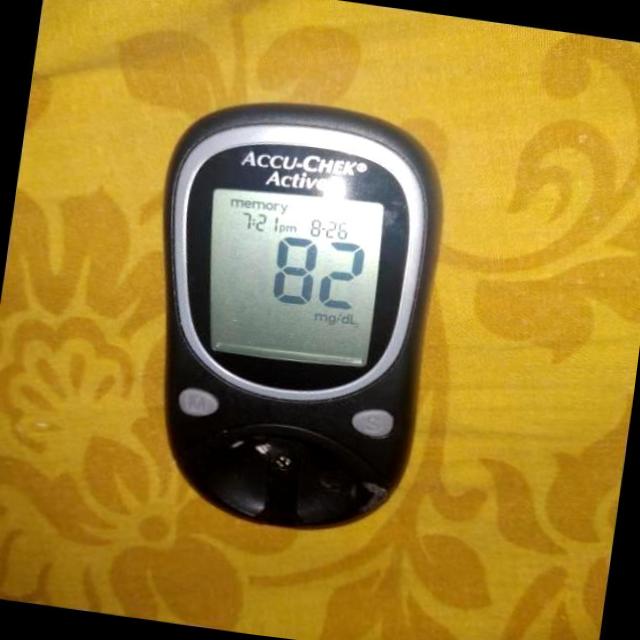 ACCU-CHEK®
Active
memory
7:21pm 8-26
82
mg/dL
M
S